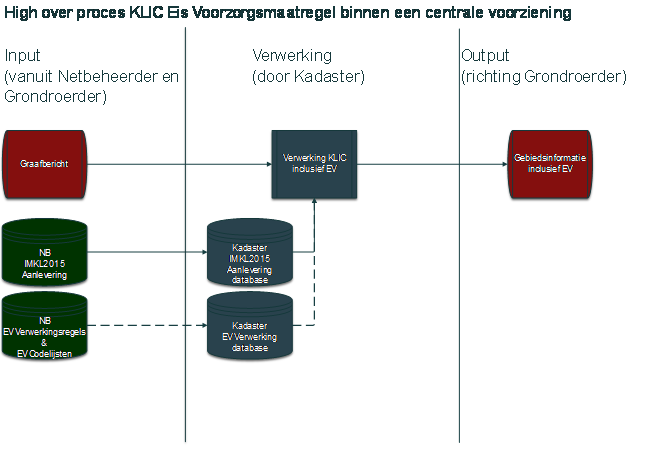 High over proces KLIC Eis Voorzorgsmaatregel binnen een centrale voorziening
Input
(vanuit Netbeheerder en
Grondroerder)
Verwerking
(door Kadaster)
Output
(richting Grondroerder)
Graafbericht
Verwerking KLIC
inclusief EV
Gebiedsinformatie
inclusief EV
NB
IMKL2015
Aanlevering
Kadaster
IMKL2015
Aanlevering
database
NB
EV Verwerkingsregels
&
EV Codelijsten
Kadaster
EV Verwerking
database